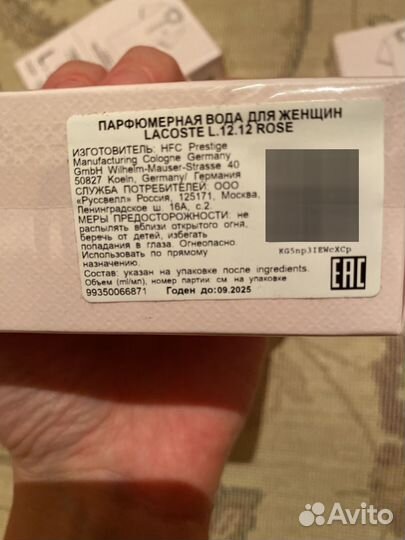 ПАРФЮМЕРНАЯ ВОДА ДЛЯ ЖЕНЩИН
LACOSTE L.12.12 ROSE
ИЗГОТОВИТЕЛЬ: HFC Prestige
Manufacturing Cologne Germany
GmbH Wilhelm-Mauser-Strasse 40
50827 Koeln, Germany/ Германия
СЛУЖБА ПОТРЕБИТЕЛЕЙ: ООО
«Руссвелл» Россия, 125171, Москва,
Ленинградское ш. 16А, с.2.
МЕРЫ ПРЕДОСТОРОЖНОСТИ: не
распылять вблизи открытого огня,
беречь от детей, избегать
попадания в глаза. Огнеопасно.
Использовать по прямому
назначению.
KG5np3IEWcXCp
Состав: указан на упаковке после ingredients.
Объем (ml/мл), номер партии см на упаковке
99350066871 Годен до:09.2025
EAC
Avito